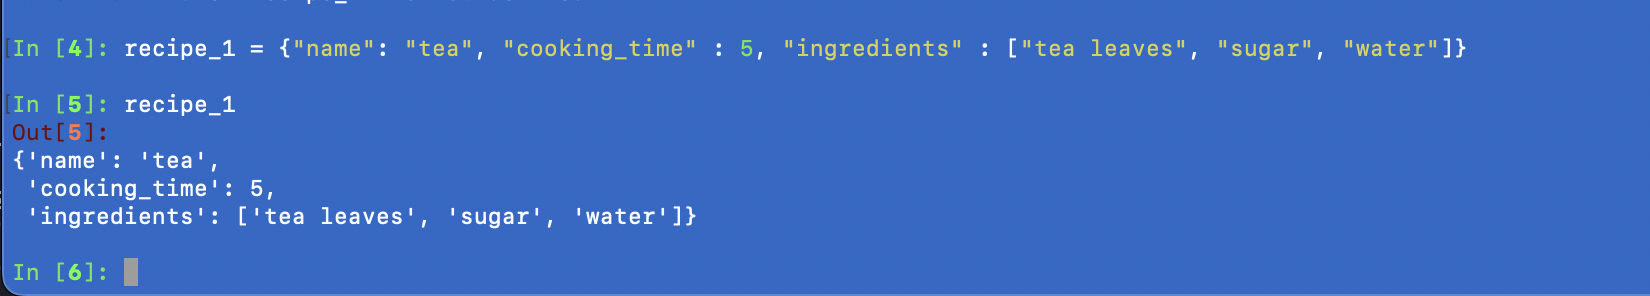 In [4]: recipe_1 = {"name": "tea", "cooking_time" : 5, "ingredients" : ["tea leaves", "sugar", "water"]}
In [5]: recipe_1
Out[5]:
{'name': 'tea',
 'cooking_time': 5,
 'ingredients': ['tea leaves', 'sugar', 'water']}
In [6]: